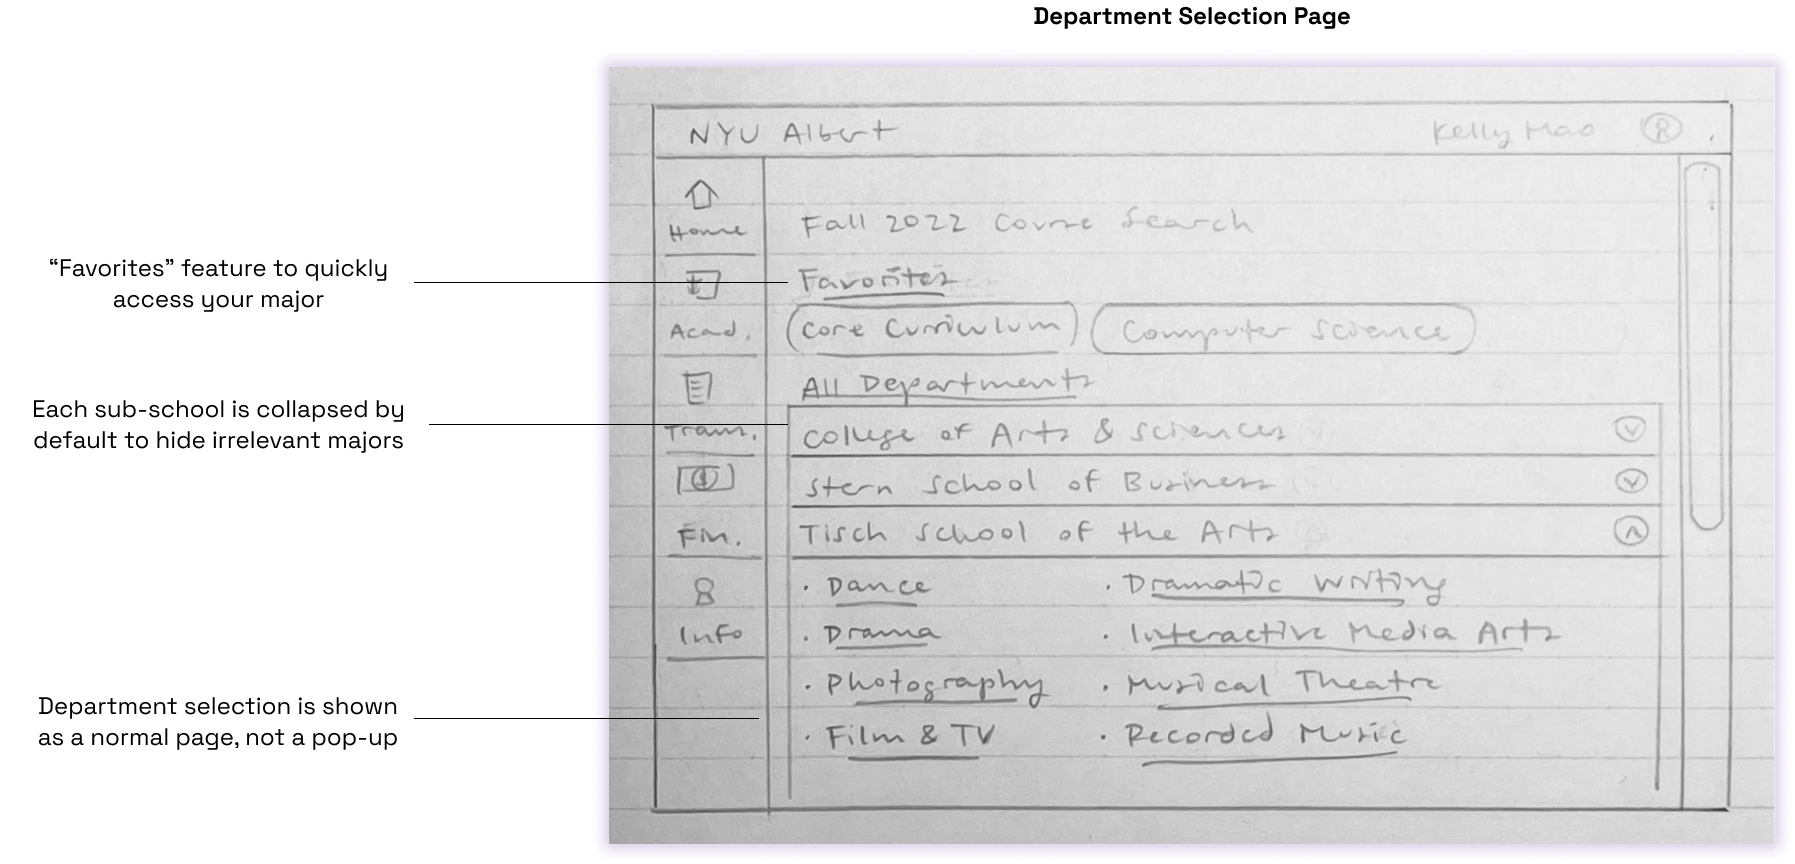 Department Selection Page
NYU Albert
Kelly Mao
R
Home
Fall 2022 Course Search
“Favorites” feature to quickly
access your major
Favorites
Acad.
Core Curriculum
Computer Science
All Departments
Each sub-school is collapsed by
default to hide irrelevant majors
Trans.
College of Arts & Sciences
Stern School of Business
Fin.
Tisch School of the Arts
· Dance
· Dramatic Writing
Info
· Drama
· Interactive Media Arts
· Photography
· Musical Theatre
Department selection is shown
as a normal page, not a pop-up
· Film & TV
· Recorded Music